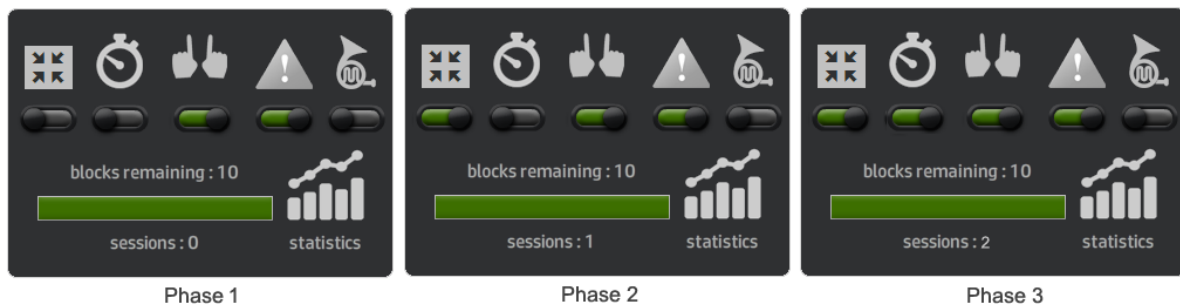 blocks remaining : 10
sessions : 0
statistics
Phase 1
blocks remaining : 10
sessions : 1
statistics
Phase 2
blocks remaining : 10
sessions : 2
statistics
Phase 3